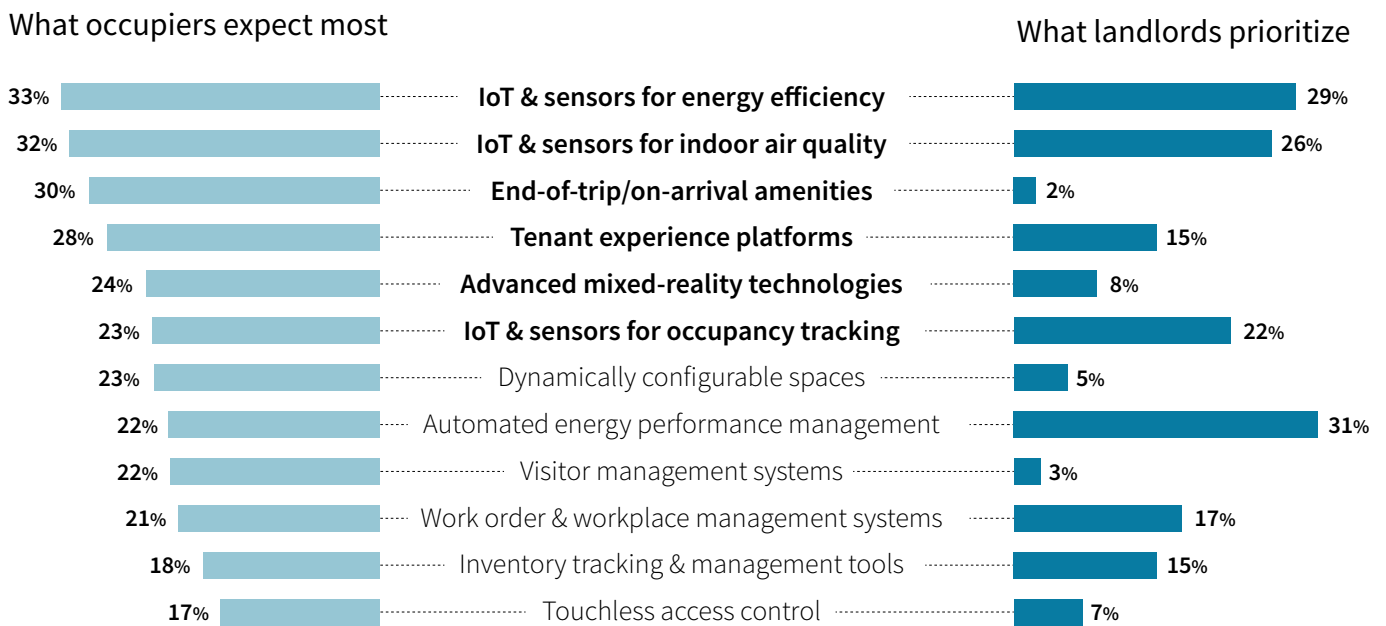 What occupiers expect most
What landlords prioritize
33% IoT & sensors for energy efficiency 29%
32% IoT & sensors for indoor air quality 26%
30% End-of-trip/on-arrival amenities 2%
28% Tenant experience platforms 15%
24% Advanced mixed-reality technologies 8%
23% IoT & sensors for occupancy tracking 22%
23% Dynamically configurable spaces 5%
22% Automated energy performance management 31%
22% Visitor management systems 3%
21% Work order & workplace management systems 17%
18% Inventory tracking & management tools 15%
17% Touchless access control 7%